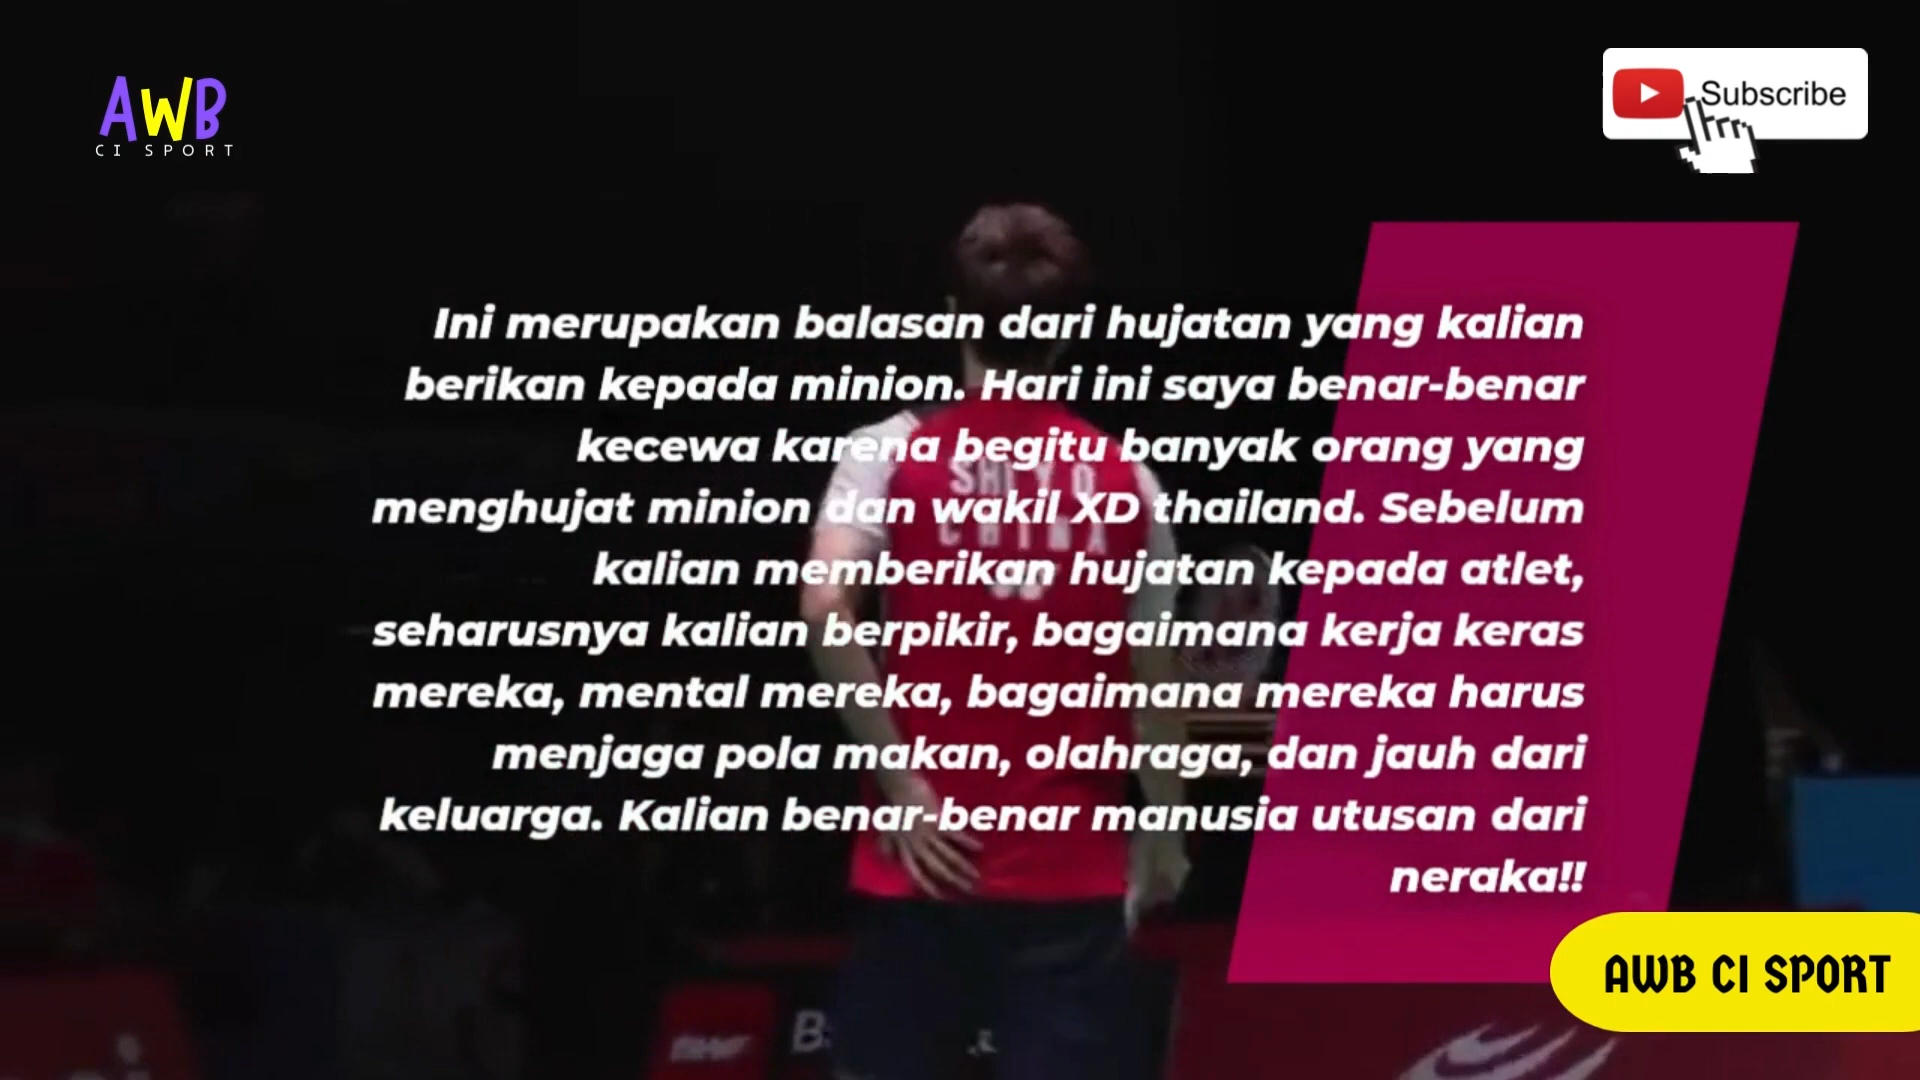 AWB
CI SPORT
Subscribe
Ini merupakan balasan dari hujatan yang kalian
berikan kepada minion. Hari ini saya benar-benar
kecewa karena begitu banyak orang yang
menghujat minion dan wakil XD thailand. Sebelum
kalian memberikan hujatan kepada atlet,
seharusnya kalian berpikir, bagaimana kerja keras
mereka, mental mereka, bagaimana mereka harus
menjaga pola makan, olahraga, dan jauh dari
keluarga. Kalian benar-benar manusia utusan dari
neraka!!
SHI Y Q
CHINA
BWF
AWB CI SPORT